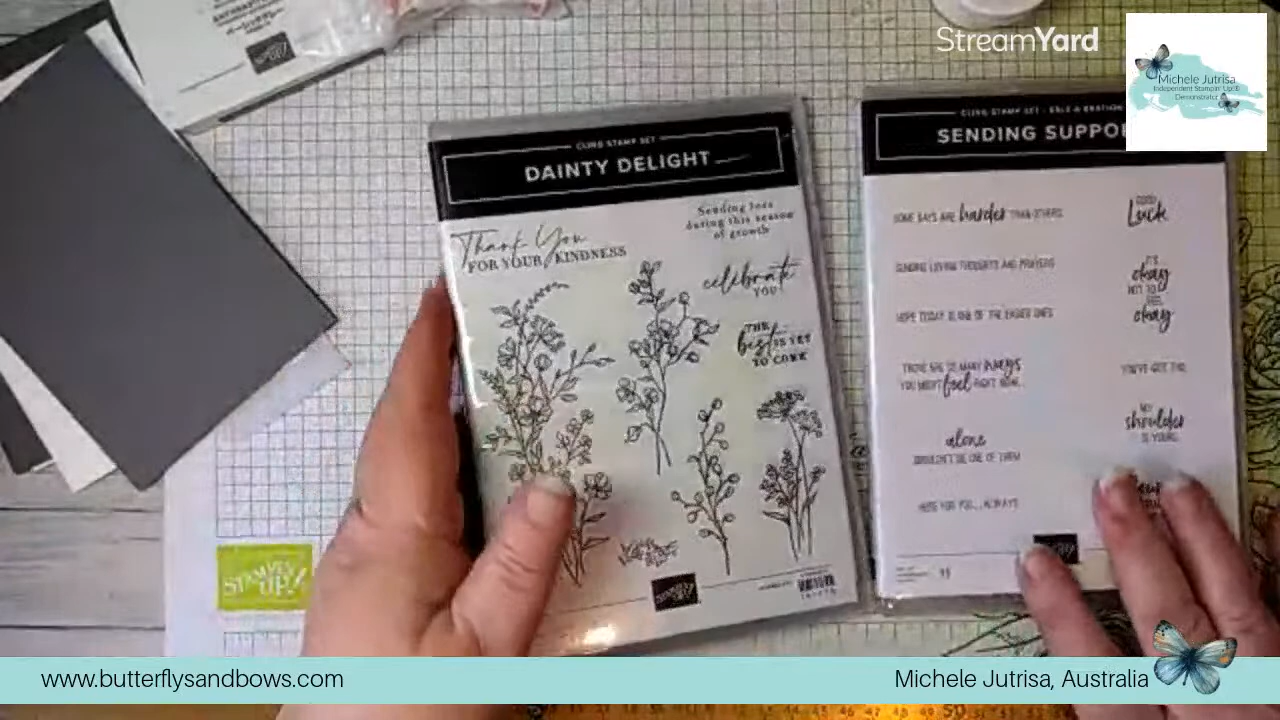 StreamYard
Michele Jutrisa
Independent Stampin' Up!®
Demonstrator
CLING STAMP SET
DAINTY DELIGHT
Thank You
FOR YOUR KINDNESS
Sending love
during this season
of growth
celebrate
YOU
THE
best IS YET
TO COME
STAMPIN' UP!
SENDING SUPPO
SOME DAYS ARE harder THAN OTHERS
SENDING LOVING THOUGHTS AND PRAYERS
HOPE TODAY IS ONE OF THE EASIER ONES
THERE ARE SO MANY ways
YOU MIGHT feel RIGHT NOW...
alone
SHOULDN'T BE ONE OF THEM
HERE FOR YOU...ALWAYS
GOOD
Luck
IT'S
okay
NOT TO
okay
YOU'VE GOT THIS
MY
shoulder
IS YOURS
STAMPIN'
UP!
www.butterflysandbows.com
Michele Jutrisa, Australia